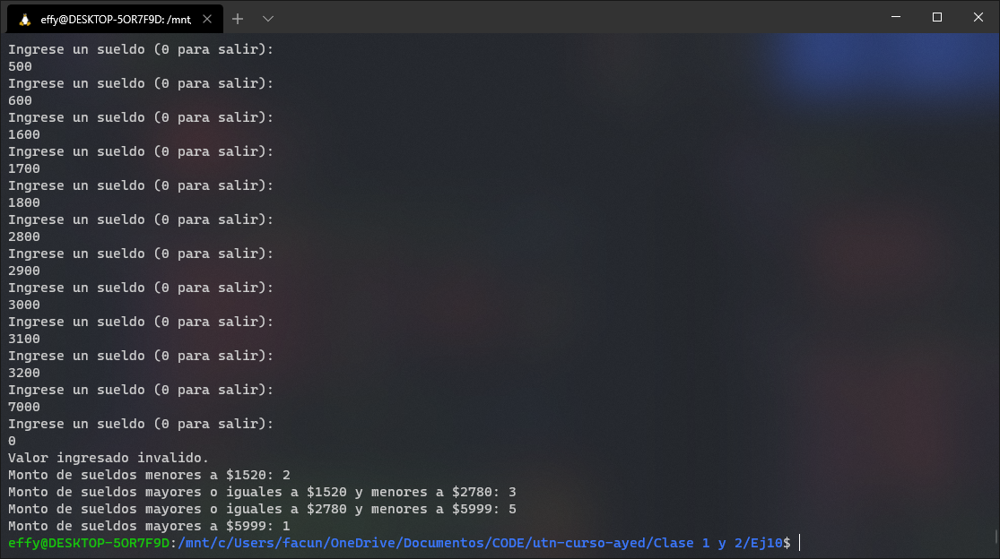 effy@DESKTOP-5OR7F9D: /mnt,
Ingrese un sueldo (0 para salir):
500
Ingrese un sueldo (0 para salir):
600
Ingrese un sueldo (0 para salir):
1600
Ingrese un sueldo (0 para salir):
1700
Ingrese un sueldo (0 para salir):
1800
Ingrese un sueldo (0 para salir):
2800
Ingrese un sueldo (0 para salir):
2900
Ingrese un sueldo (0 para salir):
3000
Ingrese un sueldo (0 para salir):
3100
Ingrese un sueldo (0 para salir):
3200
Ingrese un sueldo (0 para salir):
7000
Ingrese un sueldo (0 para salir):
0
Valor ingresado invalido.
Monto de sueldos menores a $1520: 2
Monto de sueldos mayores o iguales a $1520 y menores a $2780: 3
Monto de sueldos mayores o iguales a $2780 y menores a $5999: 5
Monto de sueldos mayores a $5999: 1
effy@DESKTOP-5OR7F9D:/mnt/c/Users/facun/OneDrive/Documentos/CODE/utn-curso-ayed/Clase 1 y 2/Ej10$